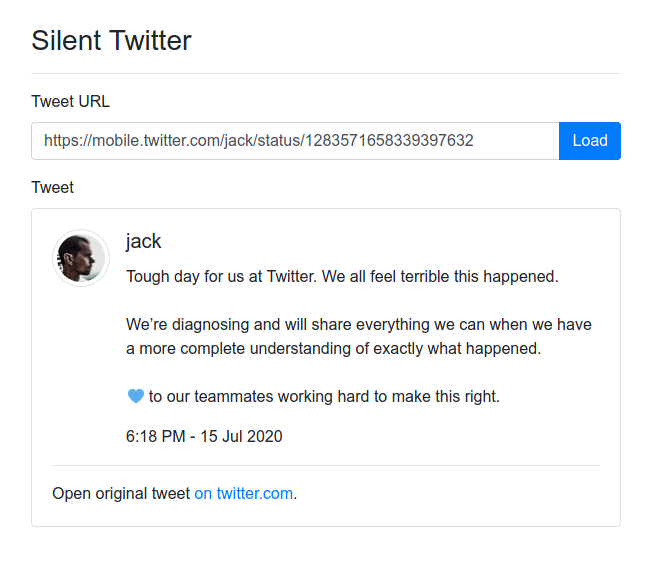 Silent Twitter
Tweet URL
https://mobile.twitter.com/jack/status/1283571658339397632
Load
Tweet
jack
Tough day for us at Twitter. We all feel terrible this happened.
We’re diagnosing and will share everything we can when we have
a more complete understanding of exactly what happened.
💙 to our teammates working hard to make this right.
6:18 PM - 15 Jul 2020
Open original tweet on twitter.com.